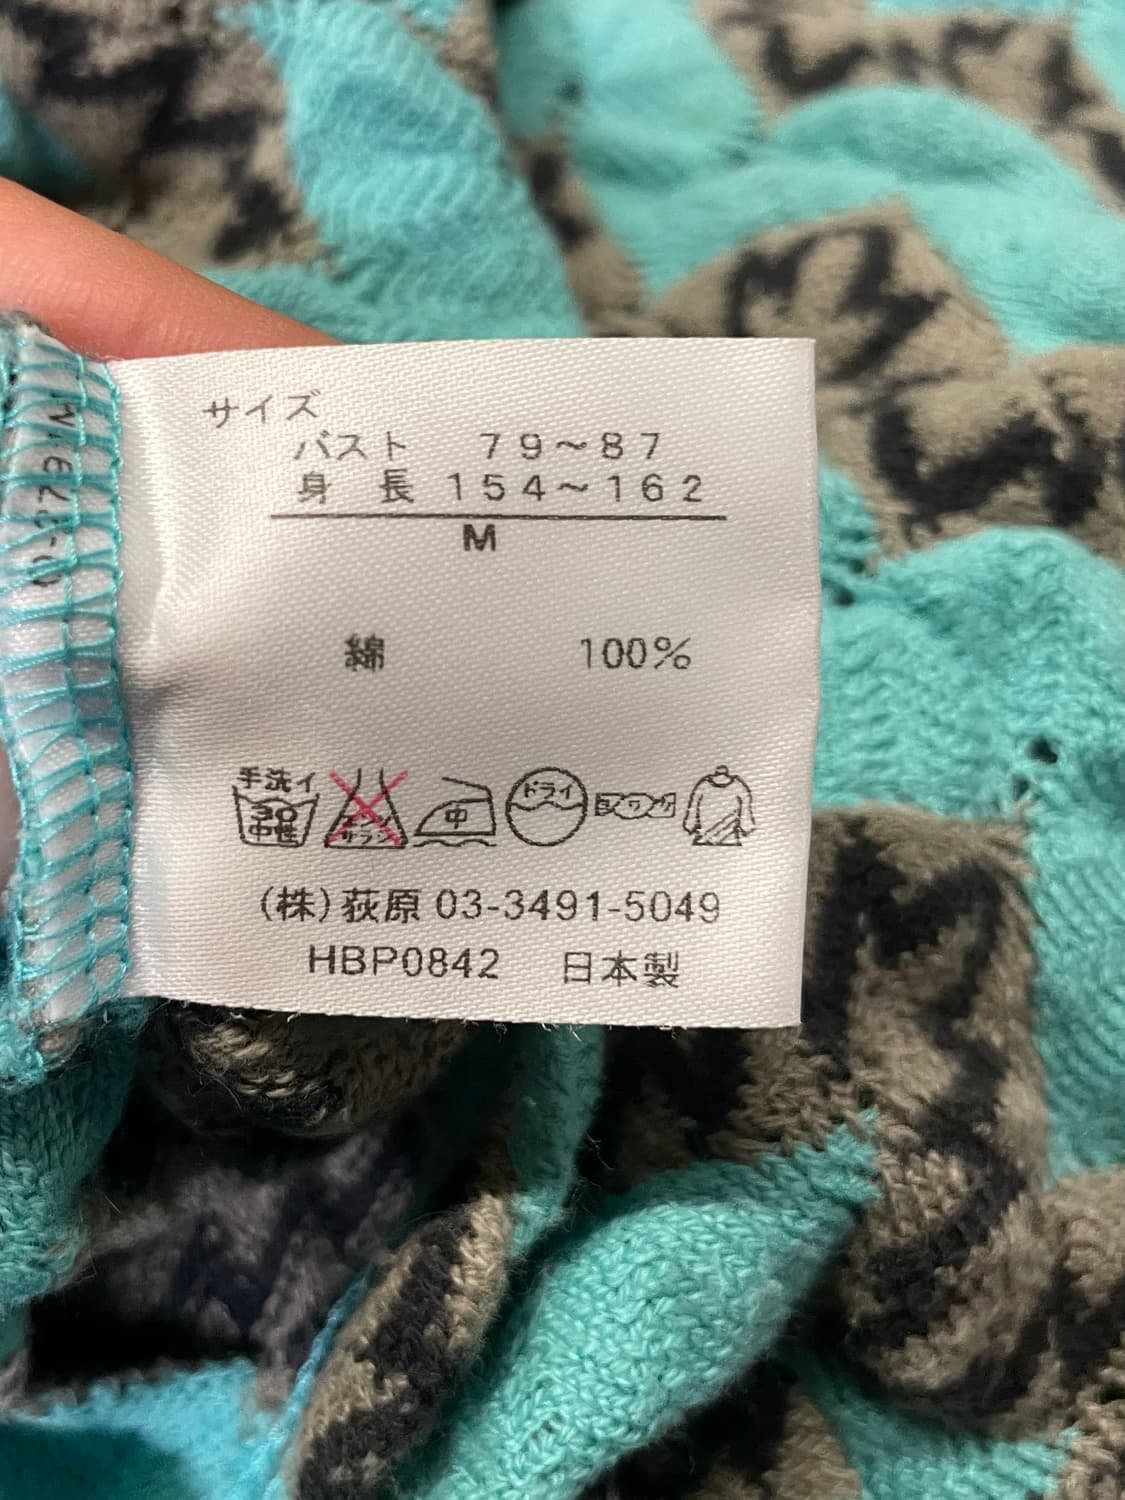 サイズ
バスト 79～87
身長 154～162
M
綿 100%
手洗イ
30
中性
中
ドライ
(株)荻原 03-3491-5049
HBP0842 日本製